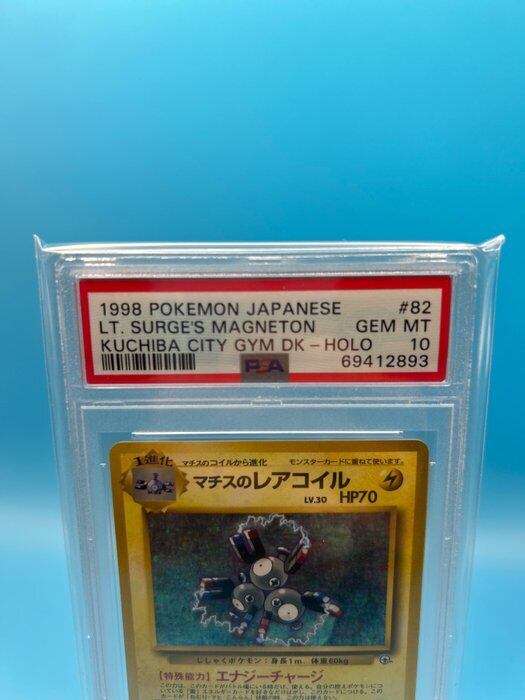 1998 POKEMON JAPANESE #82
LT. SURGE'S MAGNETON GEM MT
KUCHIBA CITY GYM DK-HOLO 10
PSA 69412893
1進化
マチスのコイルから進化 モンスターカードに重ねて使います。
マチスのレアコイル
LV.30 HP70
じしゃくポケモン:身長1m、体重60kg
【特殊能力】エナジーチャージ